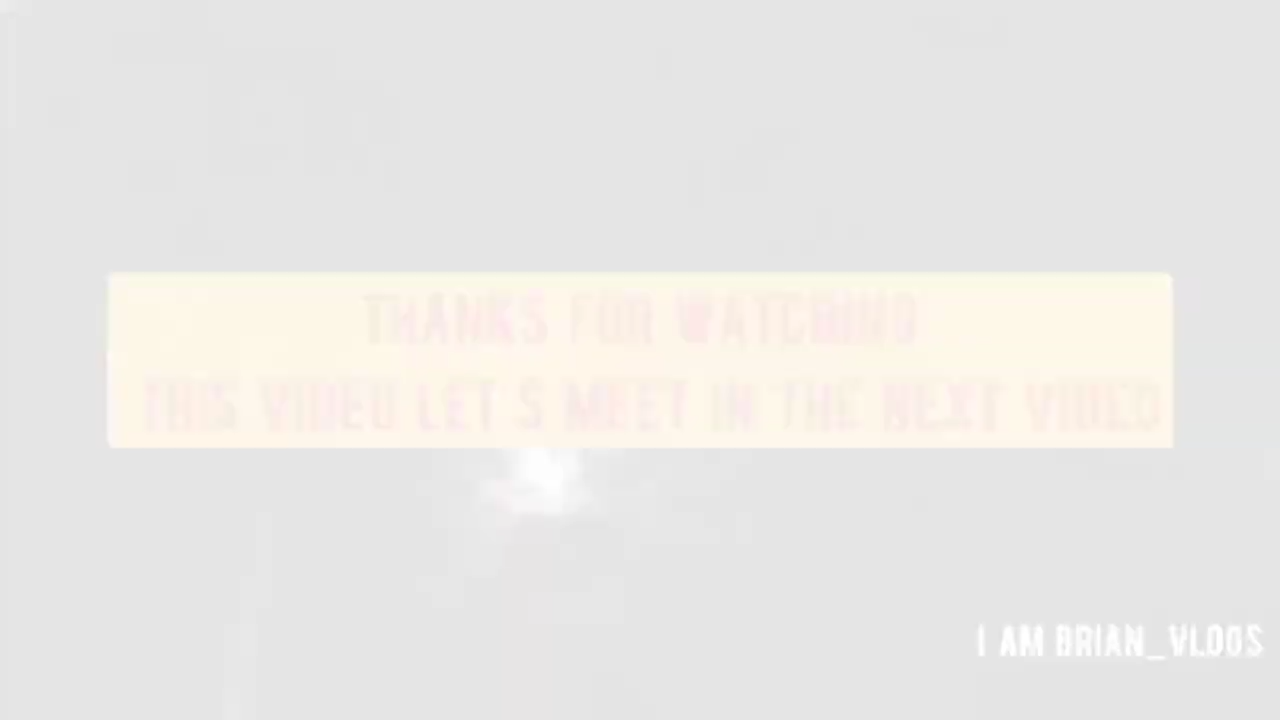 THANKS FOR WATCHING
THIS VIDEO LET S MEET IN THE NEXT VIDEO
I AM BRIAN_VLOGS